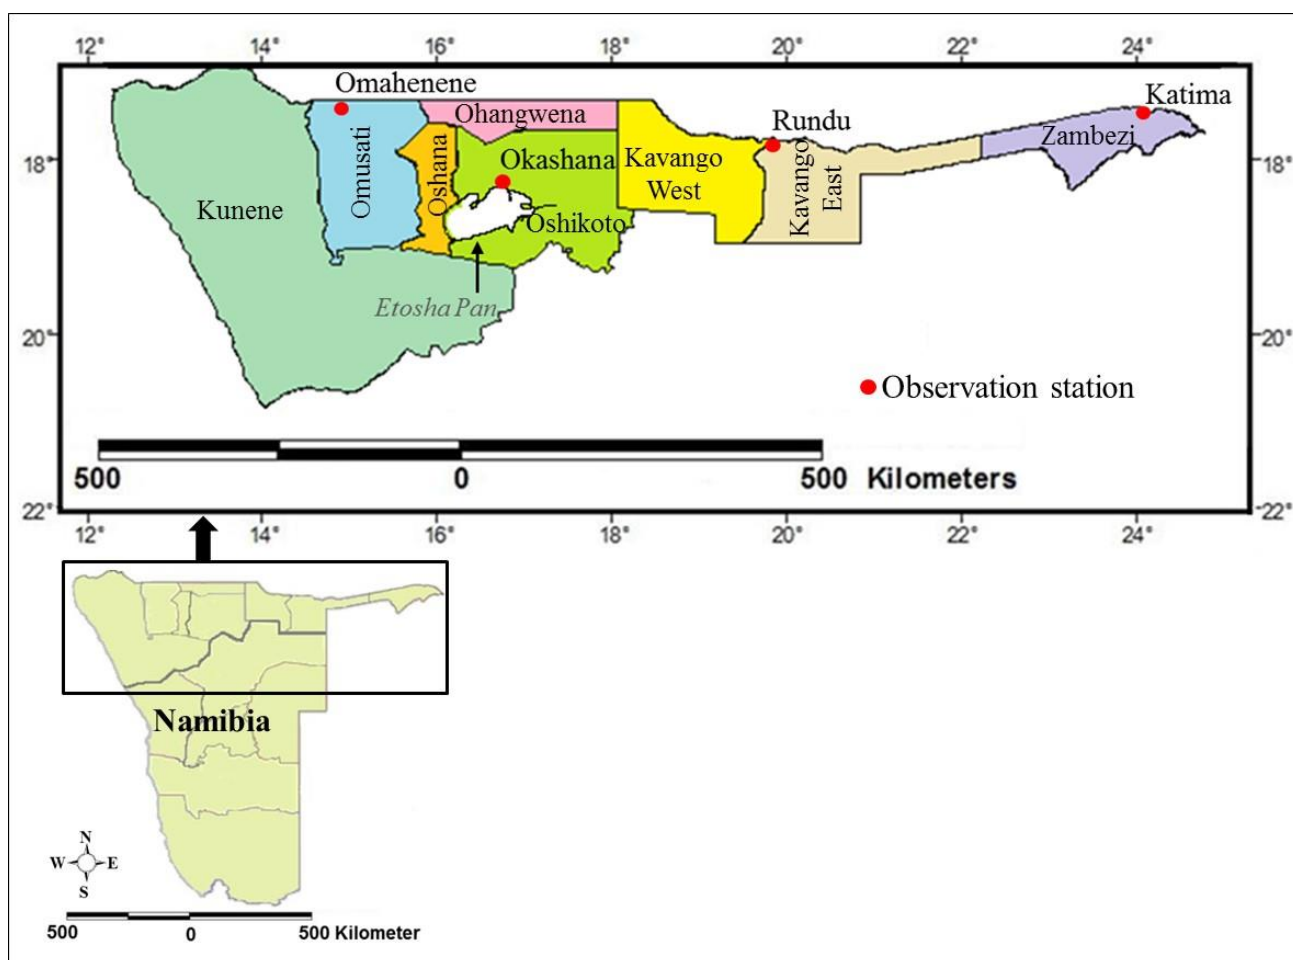 12° 14° 16° 18° 20° 22° 24°
Omahenene
Katima
Ohangwena
Rundu
Zambezi
18°
18°
Okashana
Kavango
West
Kavango
East
Omusati
Oshana
Kunene
Oshikoto
Etosha Pan
20°
20°
Observation station
500 0 500 Kilometers
22°
22°
12° 14° 16° 18° 20° 22° 24°
Namibia
N
W E
S
500 0 500 Kilometer